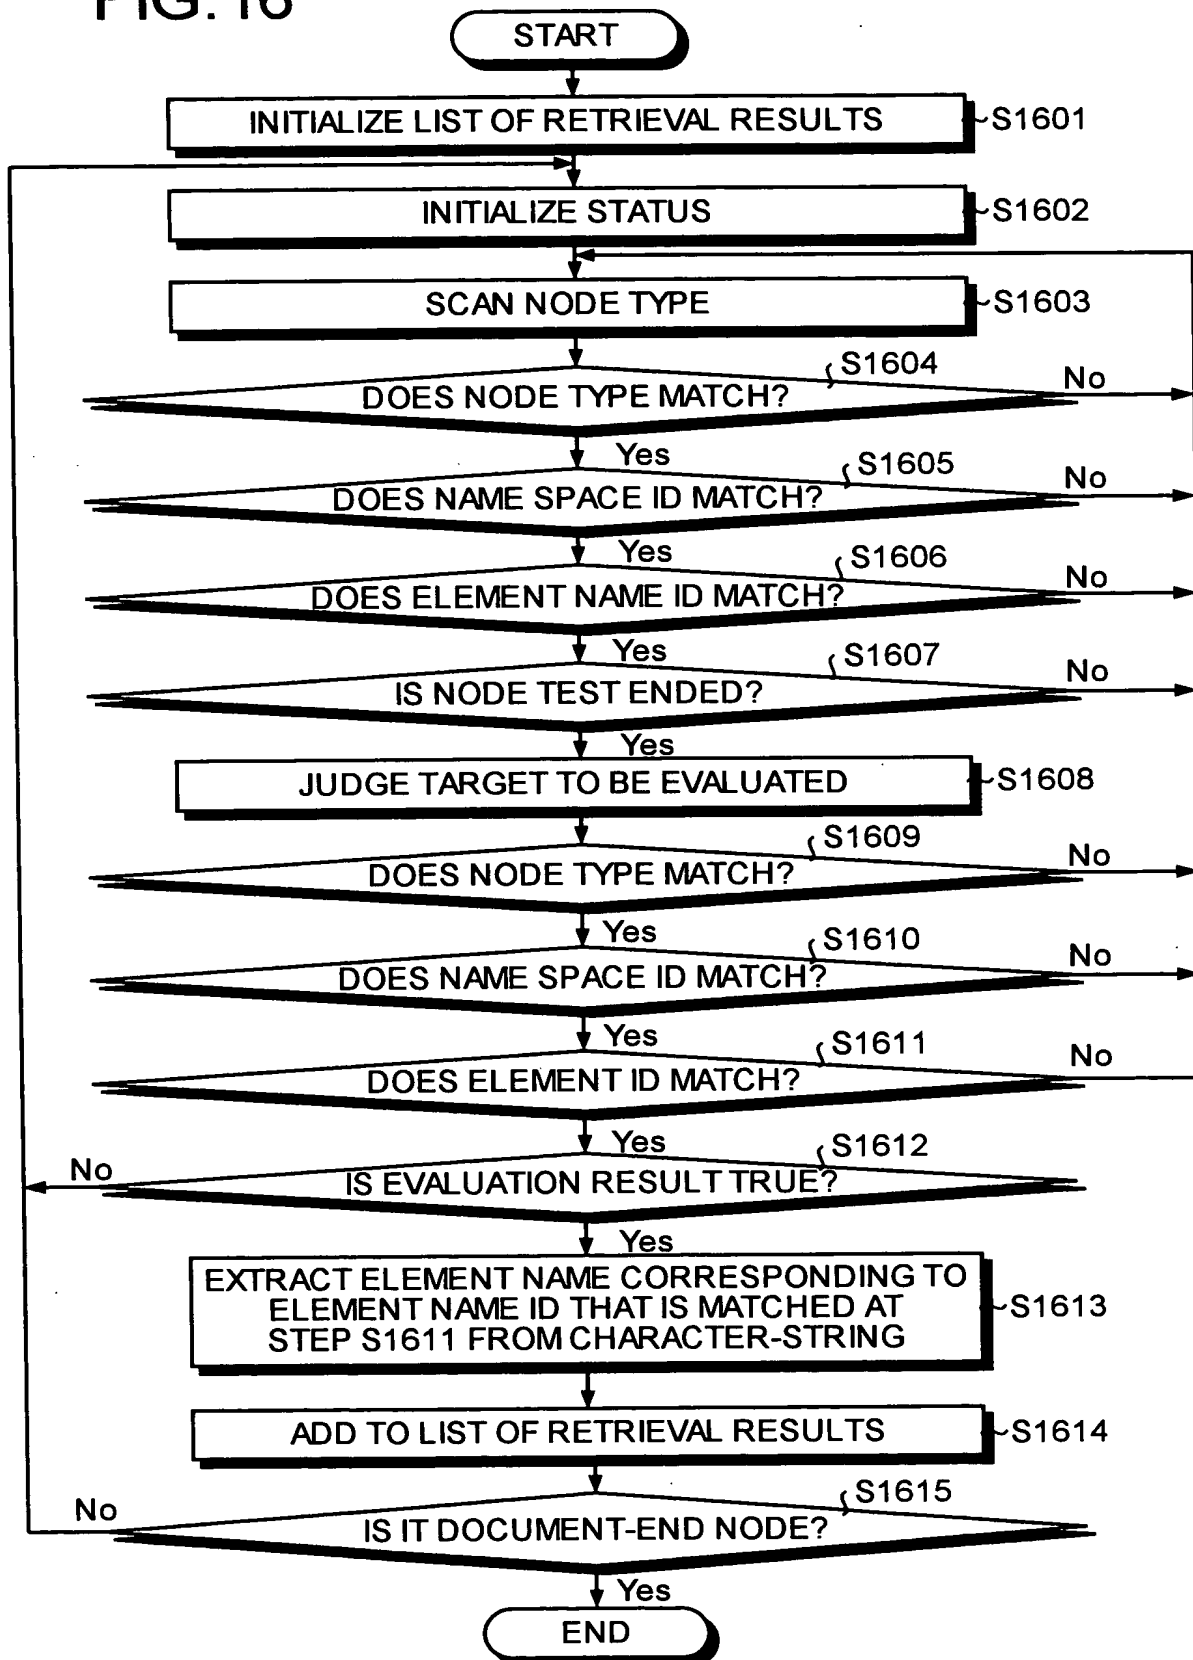 FIG. 16
START
INITIALIZE LIST OF RETRIEVAL RESULTS
S1601
INITIALIZE STATUS
S1602
SCAN NODE TYPE
S1603
S1604
DOES NODE TYPE MATCH?
No
Yes
S1605
DOES NAME SPACE ID MATCH?
No
Yes
S1606
DOES ELEMENT NAME ID MATCH?
No
Yes
S1607
IS NODE TEST ENDED?
No
Yes
JUDGE TARGET TO BE EVALUATED
S1608
S1609
DOES NODE TYPE MATCH?
No
Yes
S1610
DOES NAME SPACE ID MATCH?
No
Yes
S1611
DOES ELEMENT ID MATCH?
No
Yes
S1612
No
IS EVALUATION RESULT TRUE?
Yes
EXTRACT ELEMENT NAME CORRESPONDING TO
ELEMENT NAME ID THAT IS MATCHED AT
STEP S1611 FROM CHARACTER-STRING
S1613
ADD TO LIST OF RETRIEVAL RESULTS
S1614
S1615
No
IS IT DOCUMENT-END NODE?
Yes
END